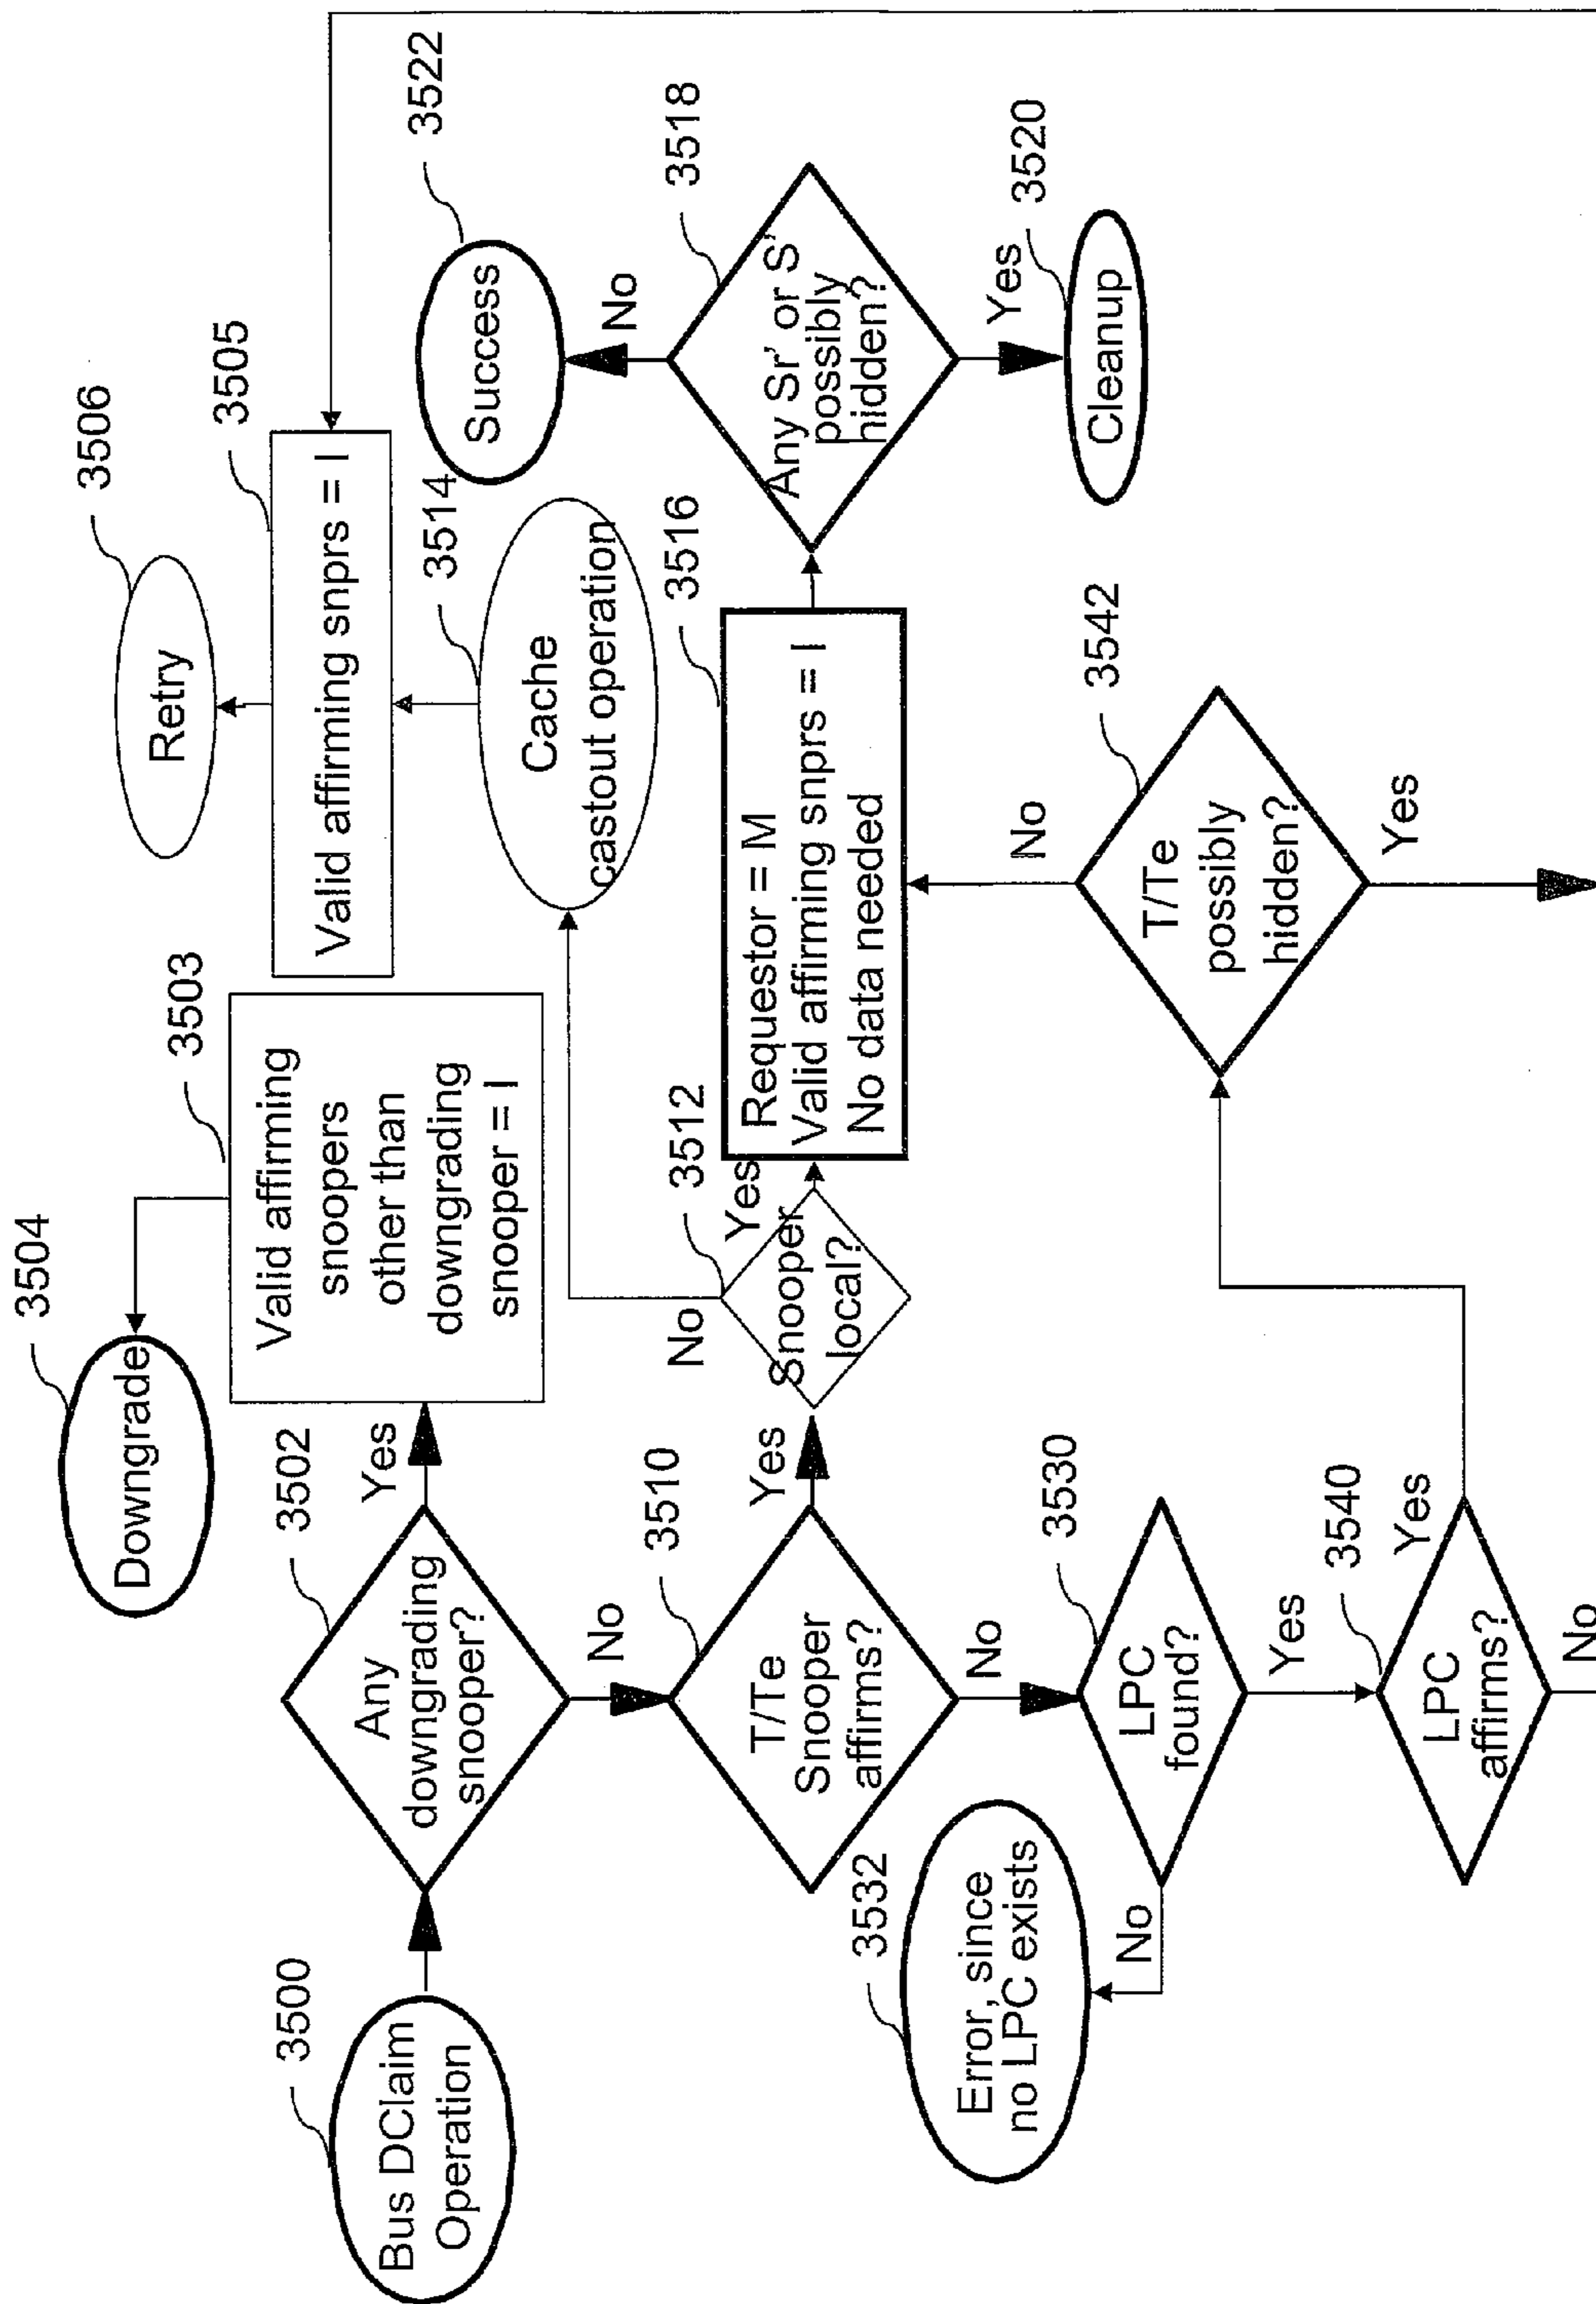 3500
Bus DClaim
Operation
3502
Any
downgrading
snooper?
Yes
No
3503
Valid affirming
snoopers
other than
downgrading
snooper = I
3504
Downgrade
3505
Valid affirming snprs = I
3506
Retry
3510
T/Te
Snooper
affirms?
Yes
No
3512
Snooper
local?
No
Yes
3514
Cache
castout operation
3516
Requestor = M
Valid affirming snprs = I
No data needed
3518
Any Sr' or S'
possibly
hidden?
No
Yes
3522
Success
3520
Cleanup
3530
LPC
found?
No
Yes
3532
Error, since
no LPC exists
3540
LPC
affirms?
Yes
No
3542
T/Te
possibly
hidden?
No
Yes